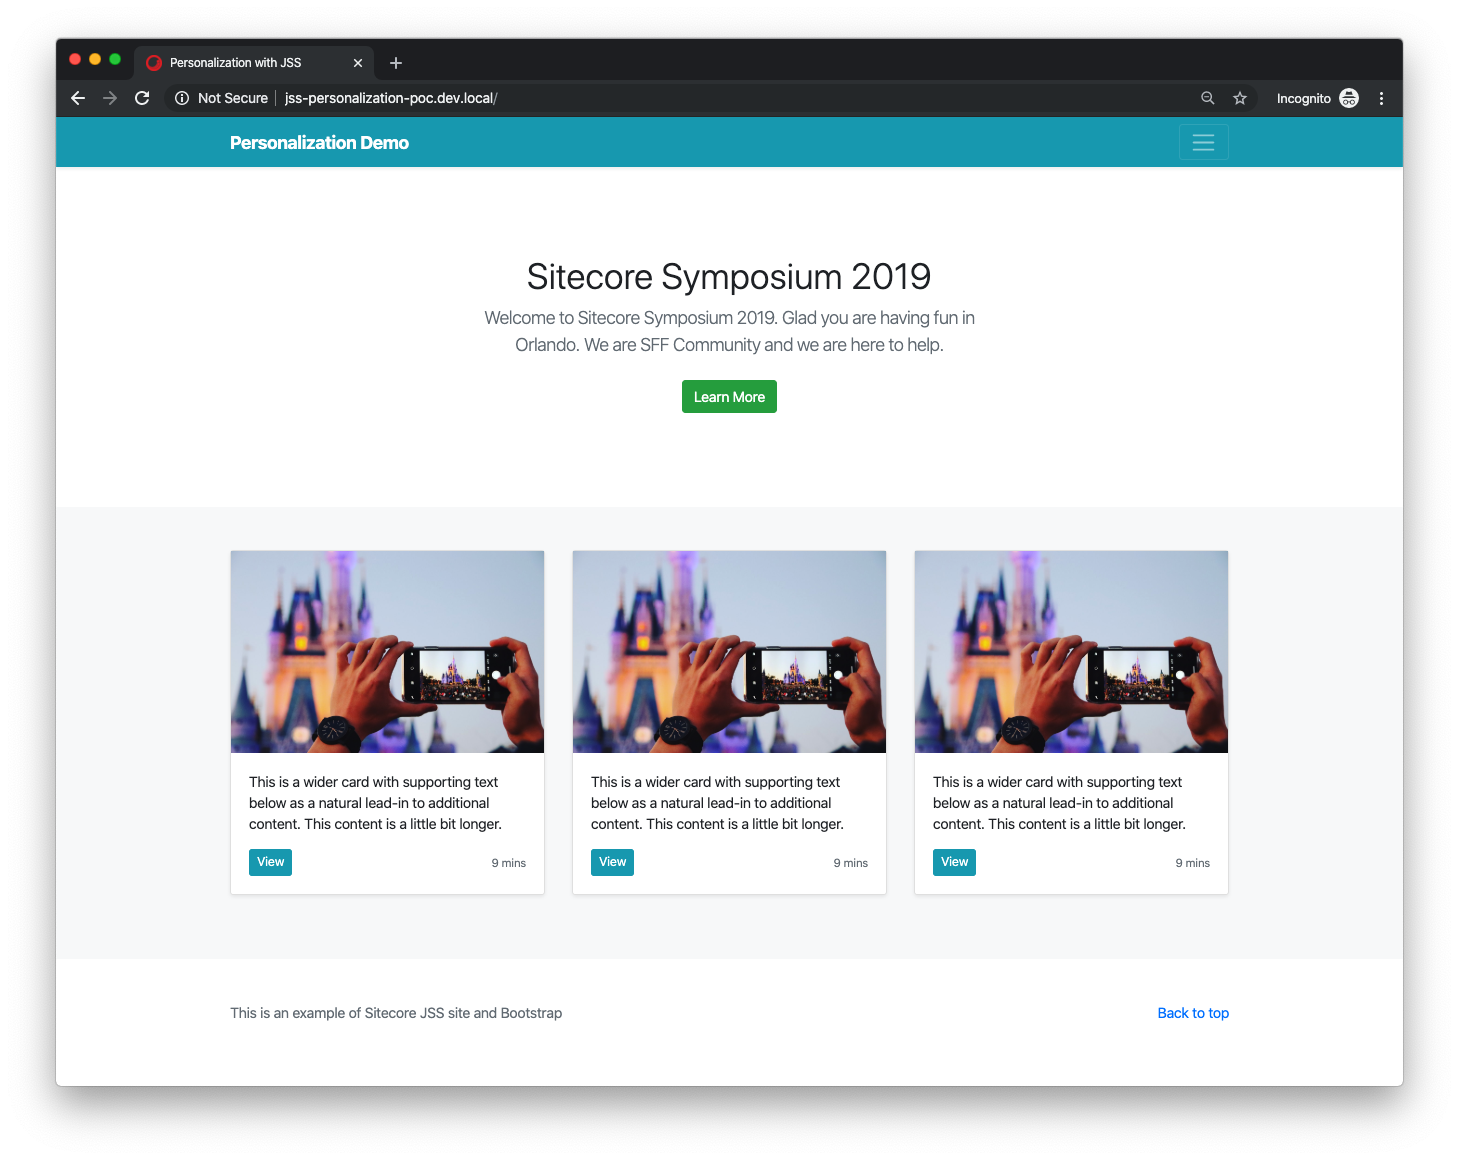 Personalization with JSS
Not Secure | jss-personalization-poc.dev.local/
Incognito
Personalization Demo
Sitecore Symposium 2019
Welcome to Sitecore Symposium 2019. Glad you are having fun in
Orlando. We are SFF Community and we are here to help.
Learn More
This is a wider card with supporting text
below as a natural lead-in to additional
content. This content is a little bit longer.
View
9 mins
This is a wider card with supporting text
below as a natural lead-in to additional
content. This content is a little bit longer.
View
9 mins
This is a wider card with supporting text
below as a natural lead-in to additional
content. This content is a little bit longer.
View
9 mins
This is an example of Sitecore JSS site and Bootstrap
Back to top